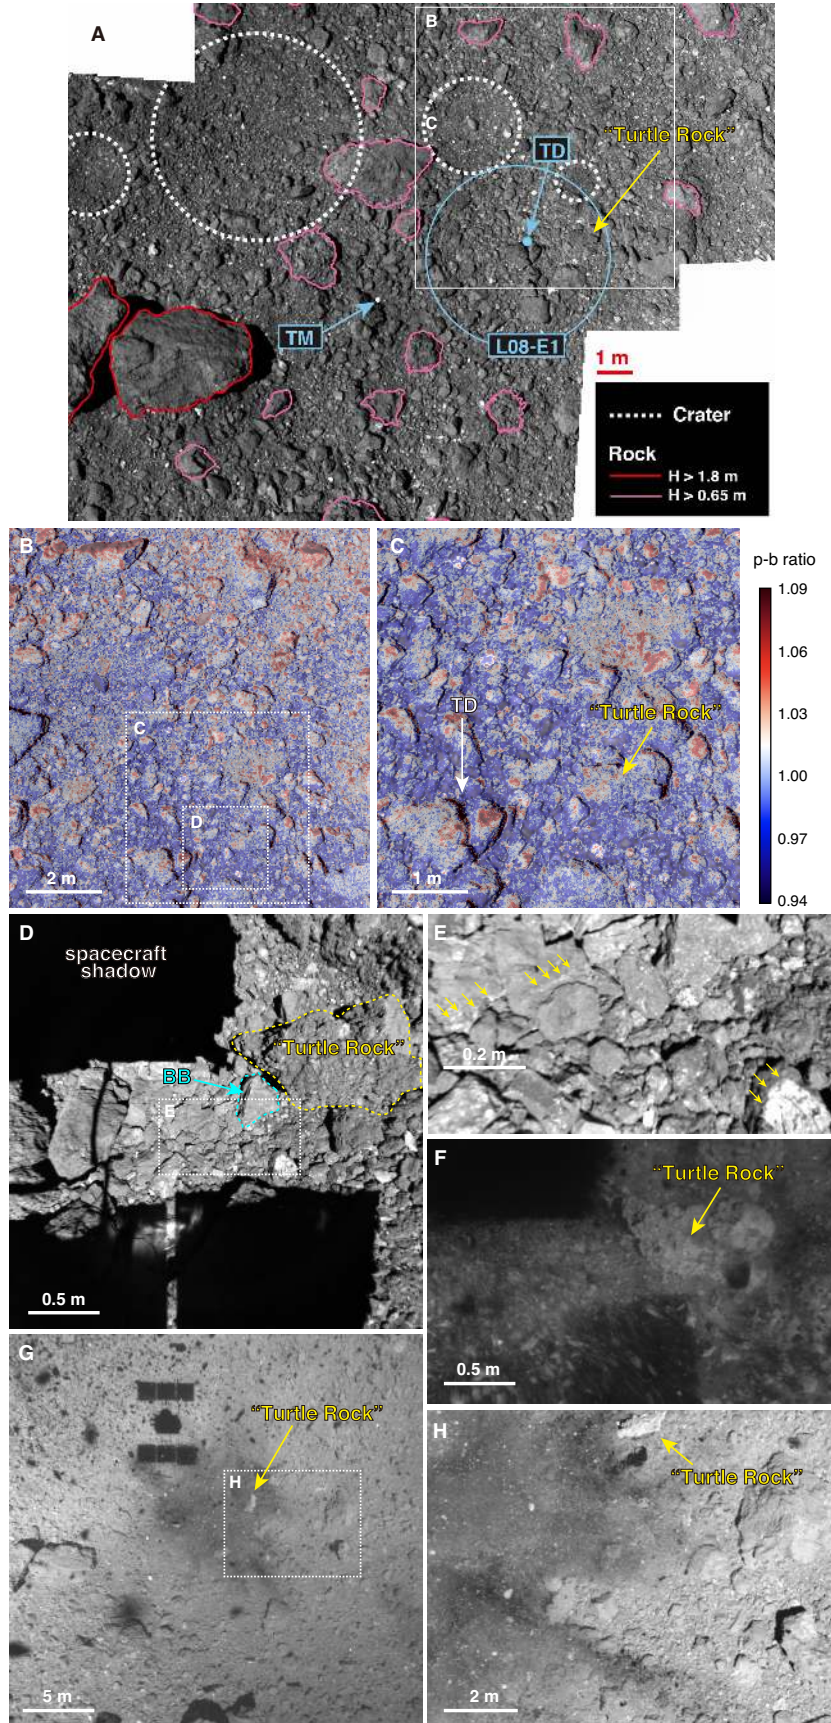 A
B
C
TD
"Turtle Rock"
TM
L08-E1
1 m
Crater
Rock
H > 1.8 m
H > 0.65 m
B
C
D
2 m
C
TD
"Turtle Rock"
1 m
p-b ratio
1.09
1.06
1.03
1.00
0.97
0.94
D
spacecraft
shadow
"Turtle Rock"
BB
E
0.5 m
E
0.2 m
F
"Turtle Rock"
0.5 m
G
"Turtle Rock"
H
5 m
H
"Turtle Rock"
2 m